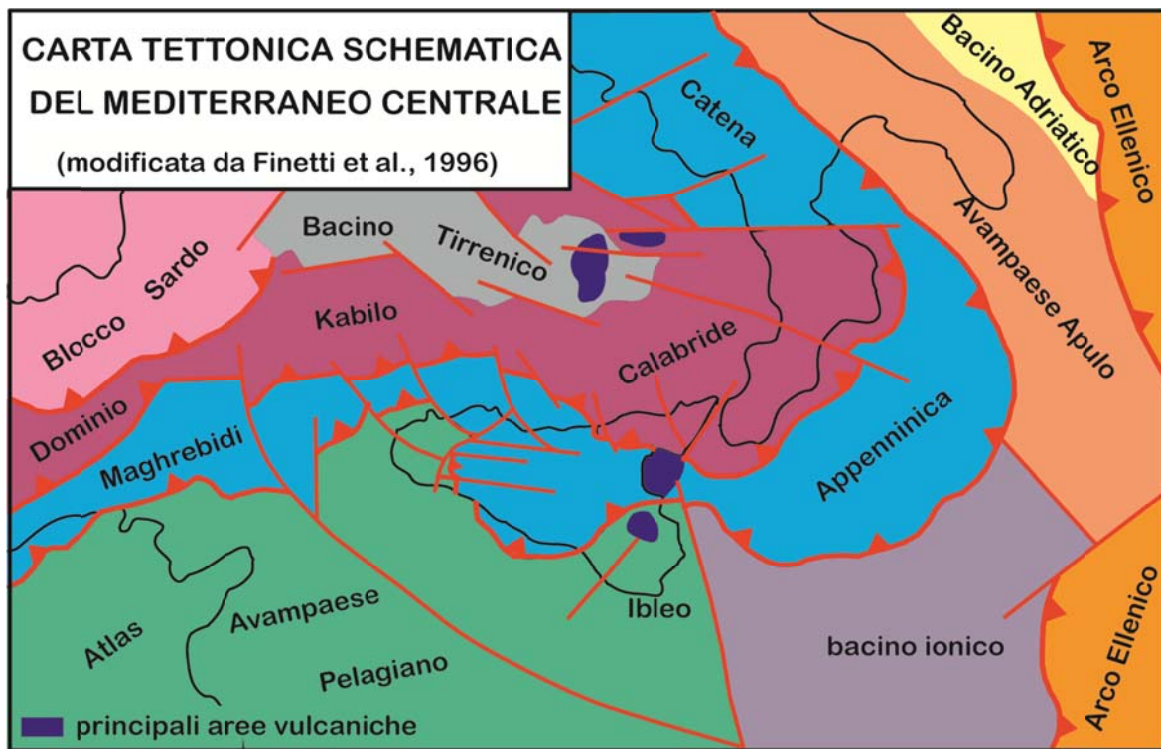 CARTA TETTONICA SCHEMATICA
DEL MEDITERRANEO CENTRALE
(modificata da Finetti et al., 1996)
Bacino Adriatico
Arco Ellenico
Catena
Avampaese Apulo
Bacino
Tirrenico
Blocco Sardo
Kabilo
Calabride
Dominio
Maghrebidi
Appenninica
Ibleo
Avampaese
Atlas
Pelagiano
bacino ionico
Arco Ellenico
principali aree vulcaniche